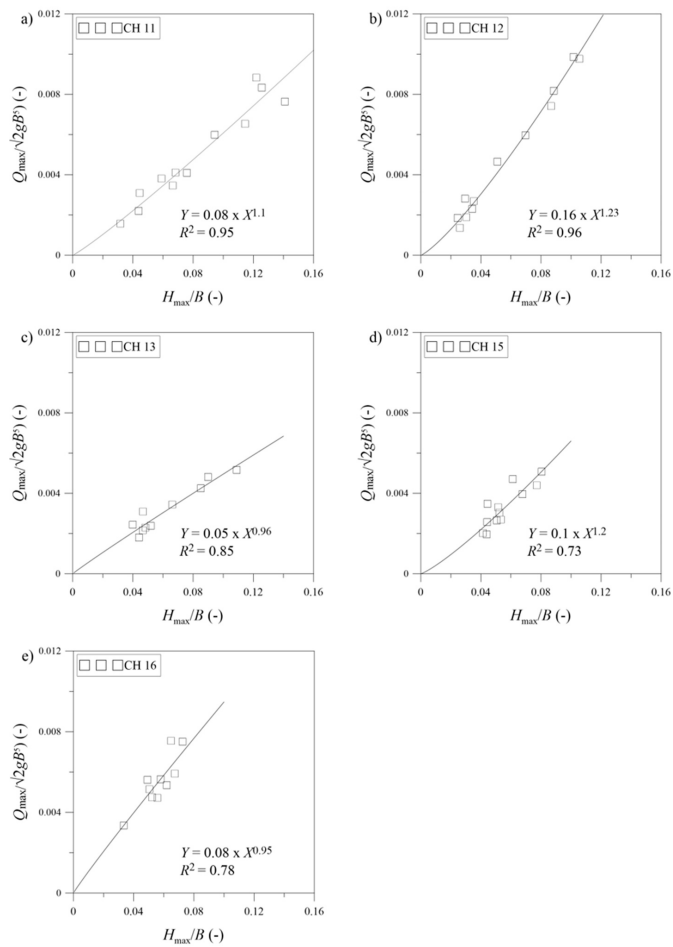 a)
0.012
CH 11
0.008
0.004
0
Qmax/√2gB⁵) (-)
Y = 0.08 x X^1.1
R² = 0.95
0 0.04 0.08 0.12 0.16
Hmax/B (-)
b)
0.012
CH 12
0.008
0.004
0
Qmax/√2gB⁵) (-)
Y = 0.16 x X^1.23
R² = 0.96
0 0.04 0.08 0.12 0.16
Hmax/B (-)
c)
0.012
CH 13
0.008
0.004
0
Qmax/√2gB⁵) (-)
Y = 0.05 x X^0.96
R² = 0.85
0 0.04 0.08 0.12 0.16
Hmax/B (-)
d)
0.012
CH 15
0.008
0.004
0
Qmax/√2gB⁵) (-)
Y = 0.1 x X^1.2
R² = 0.73
0 0.04 0.08 0.12 0.16
Hmax/B (-)
e)
0.012
CH 16
0.008
0.004
0
Qmax/√2gB⁵) (-)
Y = 0.08 x X^0.95
R² = 0.78
0 0.04 0.08 0.12 0.16
Hmax/B (-)